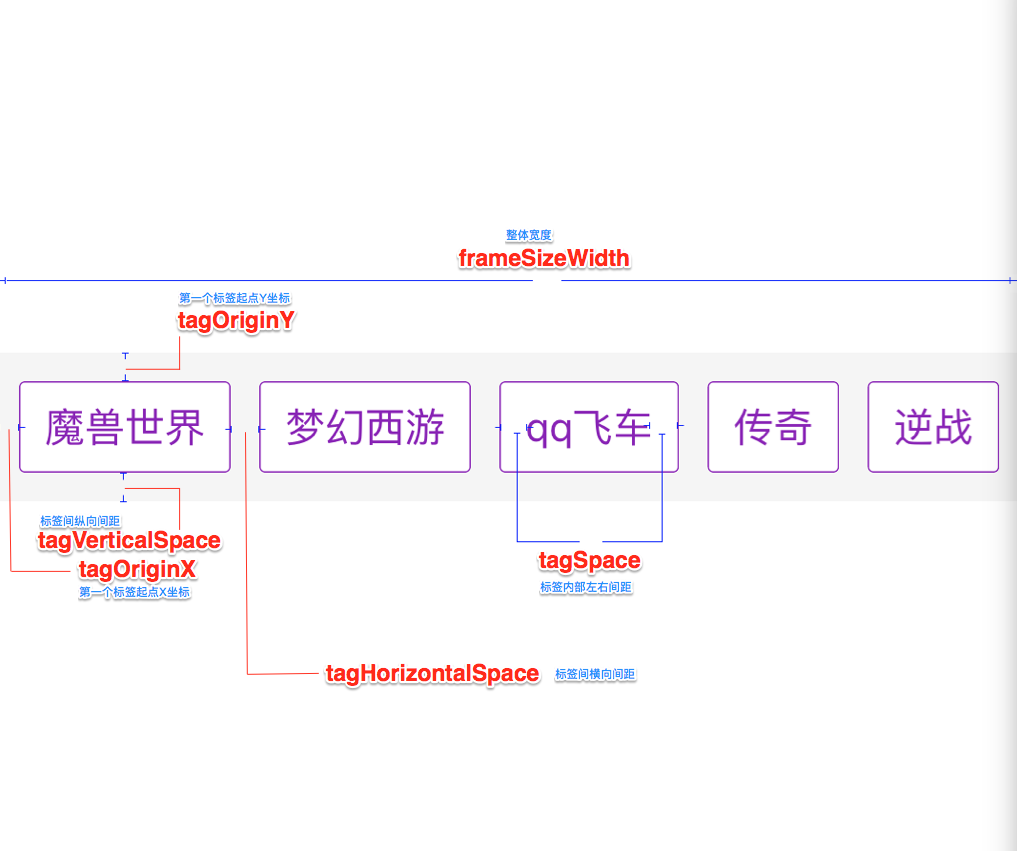 整体宽度
frameSizeWidth
第一个标签起点Y坐标
tagOriginY
魔兽世界
梦幻西游
qq飞车
传奇
逆战
标签间纵向间距
tagVerticalSpace
tagOriginX
第一个标签起点X坐标
tagSpace
标签内部左右间距
tagHorizontalSpace 标签间横向间距